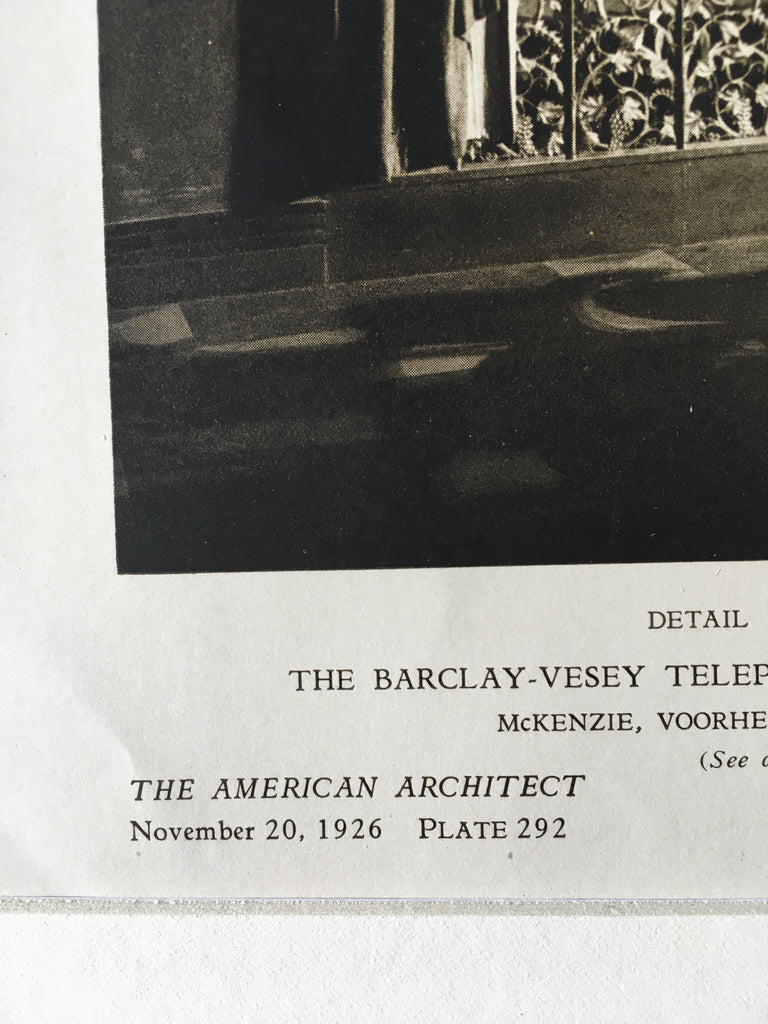 DETAIL
THE BARCLAY-VESEY TELEP
McKENZIE, VOORHE
(See
THE AMERICAN ARCHITECT
November 20, 1926 PLATE 292